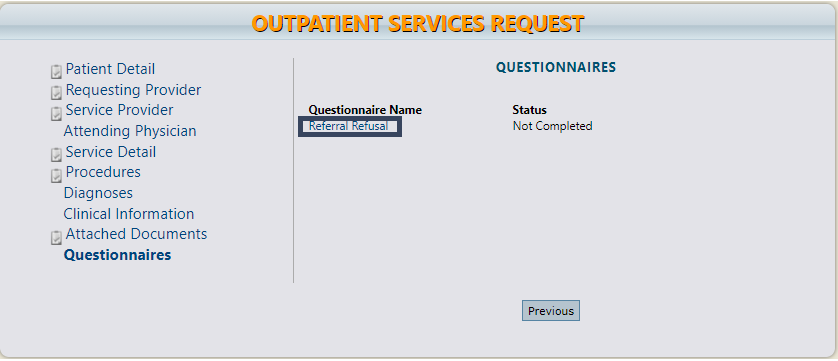 OUTPATIENT SERVICES REQUEST
Patient Detail
Requesting Provider
Service Provider
Attending Physician
Service Detail
Procedures
Diagnoses
Clinical Information
Attached Documents
Questionnaires
QUESTIONNAIRES
Questionnaire Name Status
Referral Refusal Not Completed
Previous